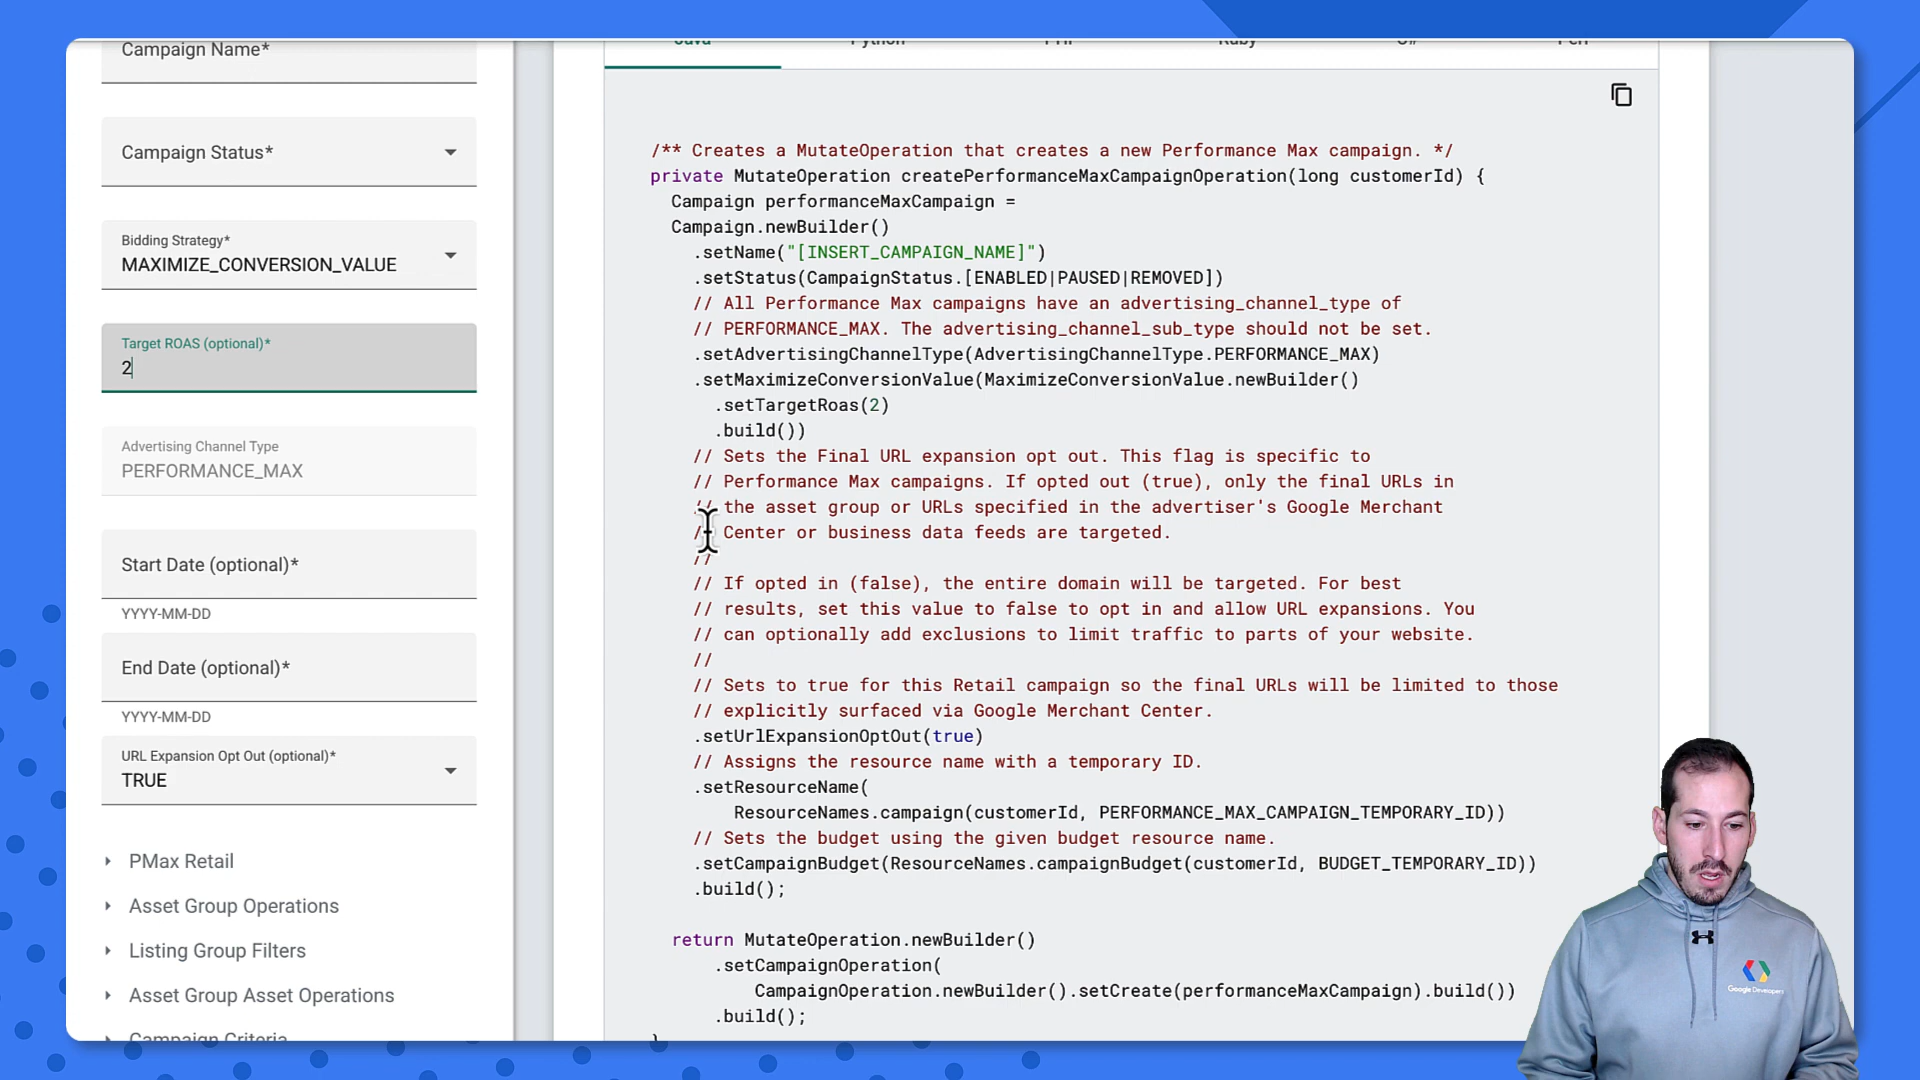 Campaign Name*
Campaign Status*
Bidding Strategy*
MAXIMIZE_CONVERSION_VALUE
Target ROAS (optional)*
2
Advertising Channel Type
PERFORMANCE_MAX
Start Date (optional)*
YYYY-MM-DD
End Date (optional)*
YYYY-MM-DD
URL Expansion Opt Out (optional)*
TRUE
PMax Retail
Asset Group Operations
Listing Group Filters
Asset Group Asset Operations
Campaign Criteria
Java Python PHP Ruby C# Perl
/** Creates a MutateOperation that creates a new Performance Max campaign. */
private MutateOperation createPerformanceMaxCampaignOperation(long customerId) {
Campaign performanceMaxCampaign =
Campaign.newBuilder()
.setName("[INSERT_CAMPAIGN_NAME]")
.setStatus(CampaignStatus.[ENABLED|PAUSED|REMOVED])
// All Performance Max campaigns have an advertising_channel_type of
// PERFORMANCE_MAX. The advertising_channel_sub_type should not be set.
.setAdvertisingChannelType(AdvertisingChannelType.PERFORMANCE_MAX)
.setMaximizeConversionValue(MaximizeConversionValue.newBuilder()
.setTargetRoas(2)
.build())
// Sets the Final URL expansion opt out. This flag is specific to
// Performance Max campaigns. If opted out (true), only the final URLs in
// the asset group or URLs specified in the advertiser's Google Merchant
// Center or business data feeds are targeted.
//
// If opted in (false), the entire domain will be targeted. For best
// results, set this value to false to opt in and allow URL expansions. You
// can optionally add exclusions to limit traffic to parts of your website.
//
// Sets to true for this Retail campaign so the final URLs will be limited to those
// explicitly surfaced via Google Merchant Center.
.setUrlExpansionOptOut(true)
// Assigns the resource name with a temporary ID.
.setResourceName(
ResourceNames.campaign(customerId, PERFORMANCE_MAX_CAMPAIGN_TEMPORARY_ID))
// Sets the budget using the given budget resource name.
.setCampaignBudget(ResourceNames.campaignBudget(customerId, BUDGET_TEMPORARY_ID))
.build();
return MutateOperation.newBuilder()
.setCampaignOperation(
CampaignOperation.newBuilder().setCreate(performanceMaxCampaign).build())
.build();
}
Google Developers